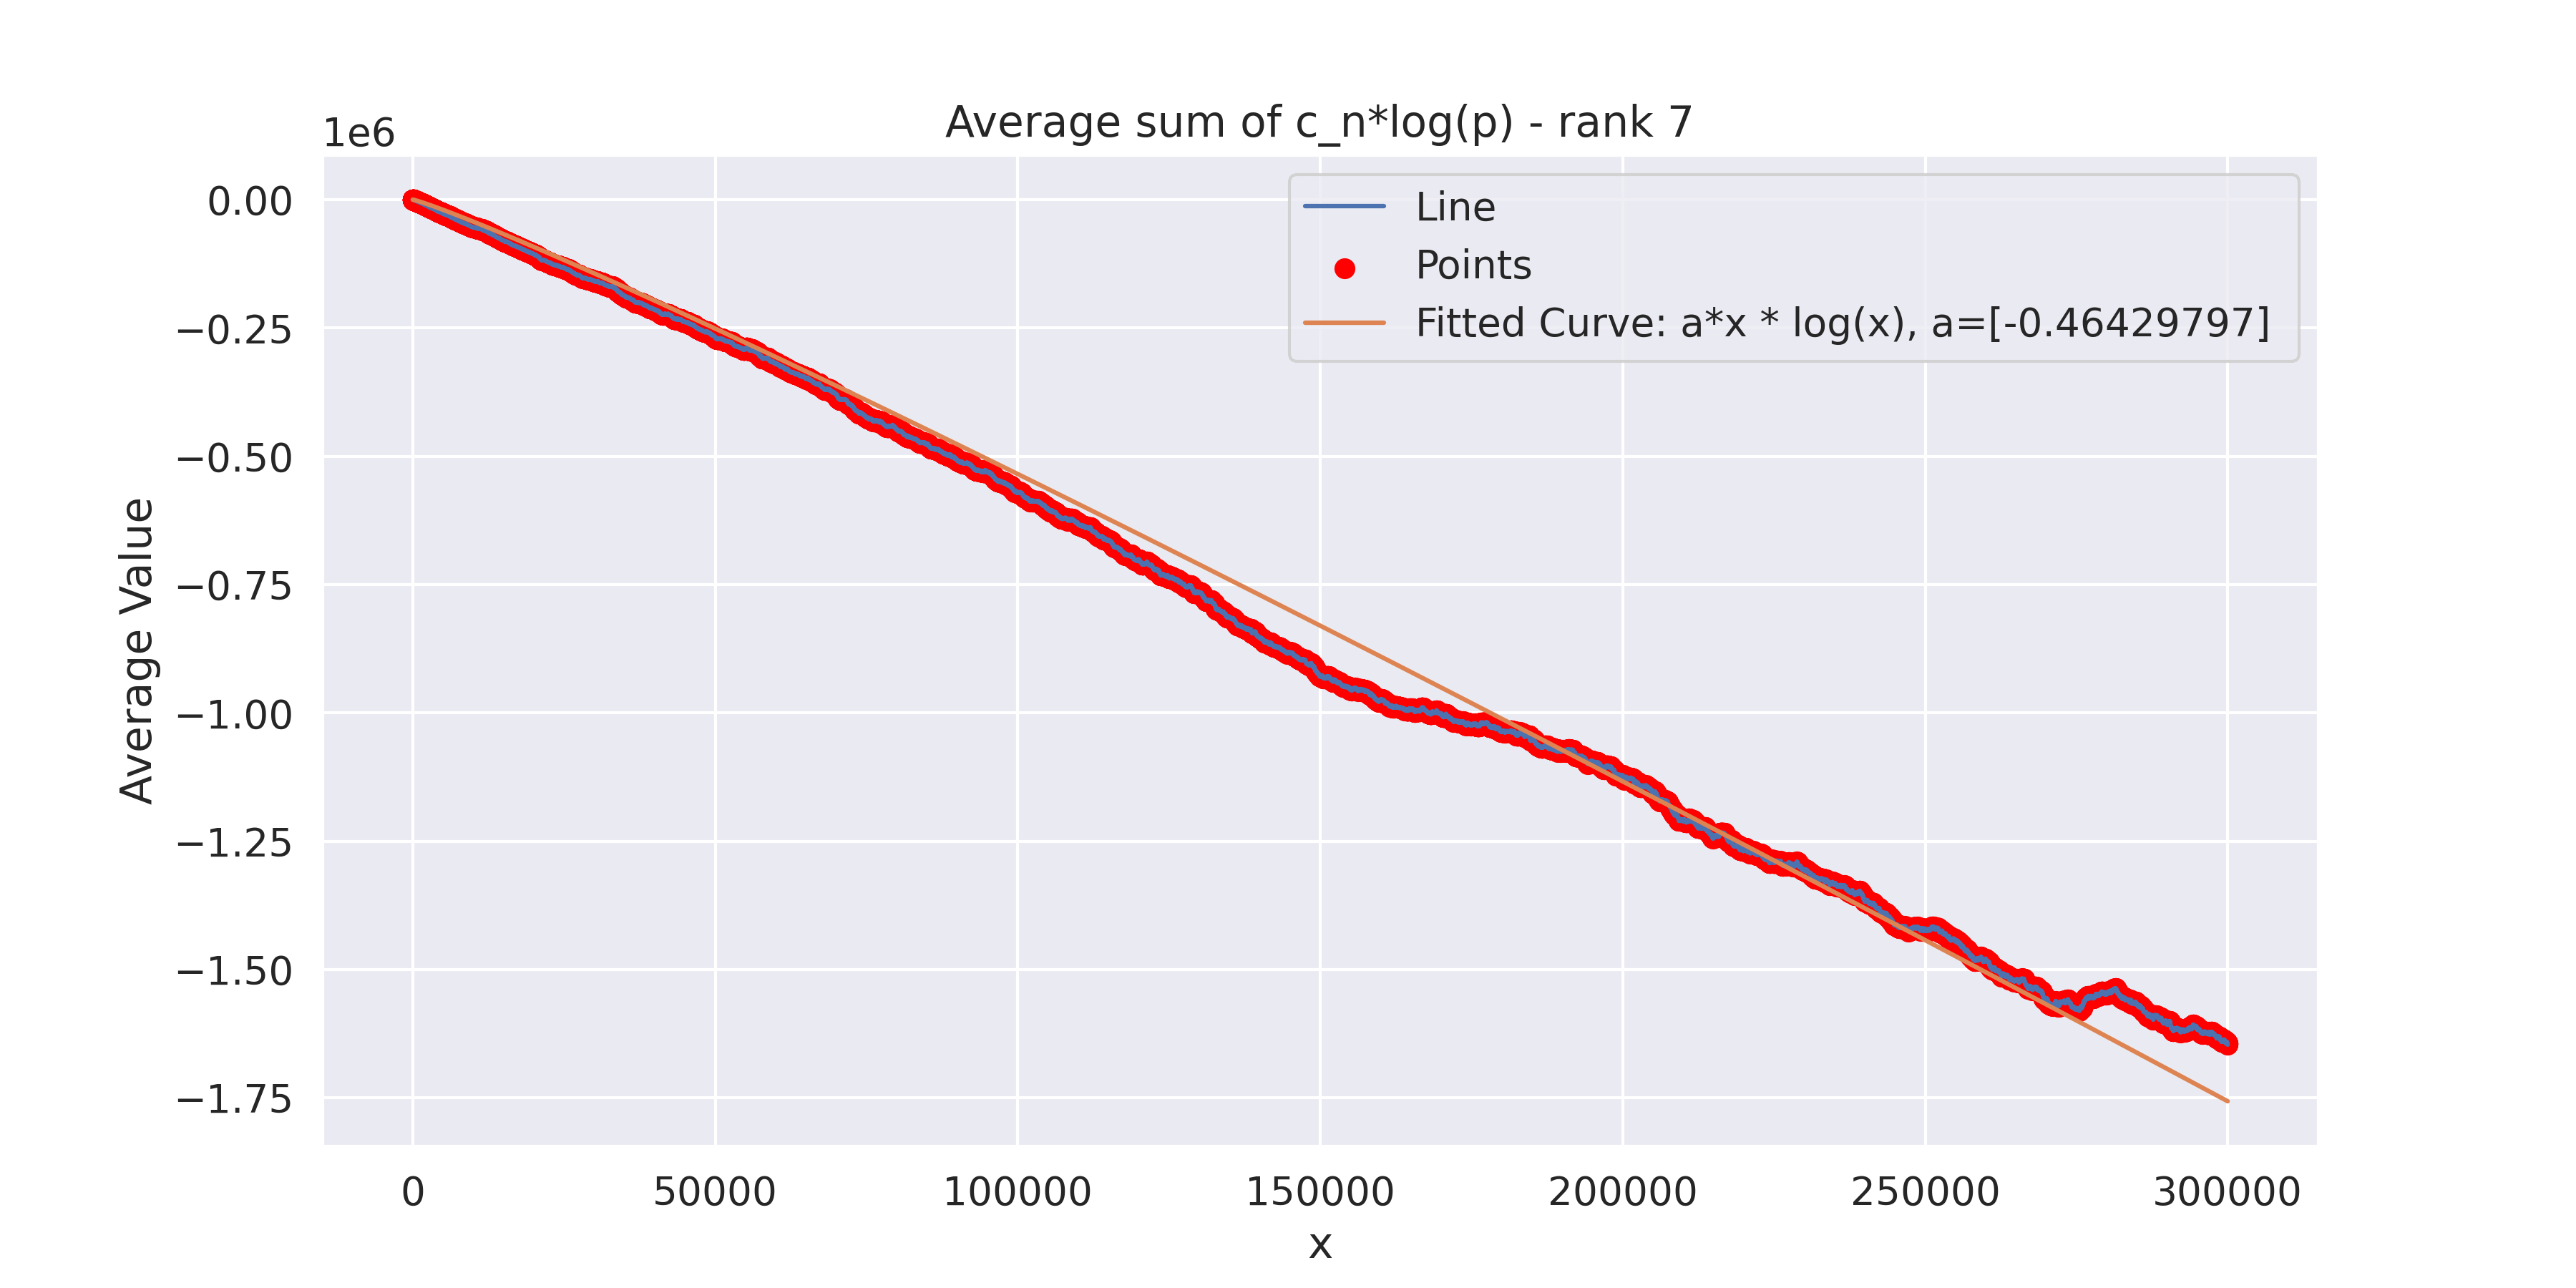 Average sum of c_n*log(p) - rank 7
1e6
Line
Points
Fitted Curve: a*x * log(x), a=[-0.46429797]
0.00
−0.25
−0.50
−0.75
−1.00
−1.25
−1.50
−1.75
Average Value
0 50000 100000 150000 200000 250000 300000
x